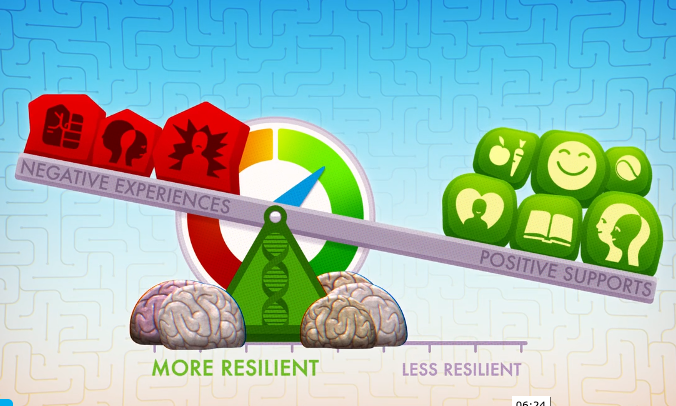 NEGATIVE EXPERIENCES
POSITIVE SUPPORTS
MORE RESILIENT
LESS RESILIENT
06:24